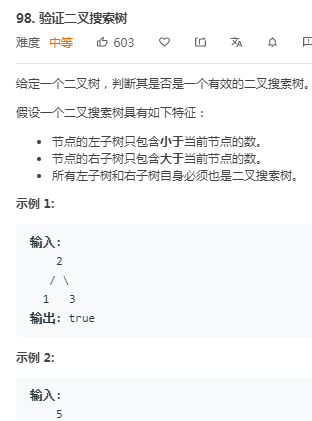 98. 验证二叉搜索树
难度 中等 603
给定一个二叉树，判断其是否是一个有效的二叉搜索树。
假设一个二叉搜索树具有如下特征：
• 节点的左子树只包含小于当前节点的数。
• 节点的右子树只包含大于当前节点的数。
• 所有左子树和右子树自身必须也是二叉搜索树。
示例 1:
输入:
2
/ \
1 3
输出: true
示例 2:
输入:
5